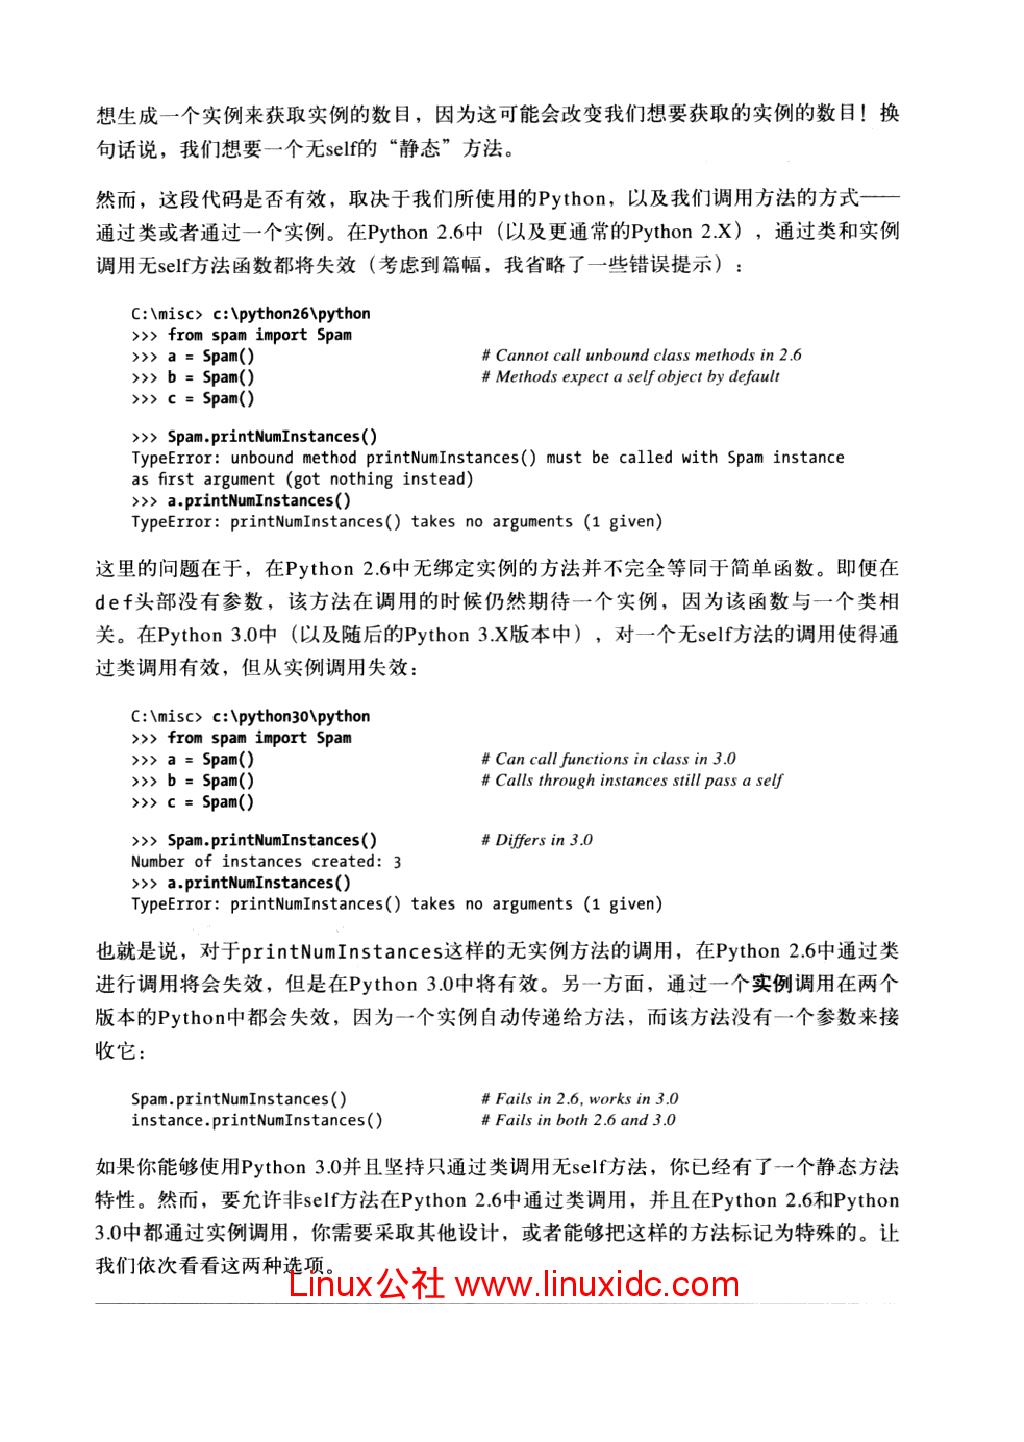 想生成一个实例来获取实例的数目，因为这可能会改变我们想要获取的实例的数目！换
句话说，我们想要一个无self的“静态”方法。
然而，这段代码是否有效，取决于我们所使用的Python，以及我们调用方法的方式——
通过类或者通过一个实例。在Python 2.6中（以及更通常的Python 2.X），通过类和实例
调用无self方法函数都将失效（考虑到篇幅，我省略了一些错误提示）：
C:\misc> c:\python26\python
>>> from spam import Spam
>>> a = Spam() # Cannot call unbound class methods in 2.6
>>> b = Spam() # Methods expect a self object by default
>>> c = Spam()
>>> Spam.printNumInstances()
TypeError: unbound method printNumInstances() must be called with Spam instance
as first argument (got nothing instead)
>>> a.printNumInstances()
TypeError: printNumInstances() takes no arguments (1 given)
这里的问题在于，在Python 2.6中无绑定实例的方法并不完全等同于简单函数。即便在
def头部没有参数，该方法在调用的时候仍然期待一个实例，因为该函数与一个类相
关。在Python 3.0中（以及随后的Python 3.X版本中），对一个无self方法的调用使得通
过类调用有效，但从实例调用失效：
C:\misc> c:\python30\python
>>> from spam import Spam
>>> a = Spam() # Can call functions in class in 3.0
>>> b = Spam() # Calls through instances still pass a self
>>> c = Spam()
>>> Spam.printNumInstances() # Differs in 3.0
Number of instances created: 3
>>> a.printNumInstances()
TypeError: printNumInstances() takes no arguments (1 given)
也就是说，对于printNumInstances这样的无实例方法的调用，在Python 2.6中通过类
进行调用将会失效，但是在Python 3.0中将有效。另一方面，通过一个实例调用在两个
版本的Python中都会失效，因为一个实例自动传递给方法，而该方法没有一个参数来接
收它：
Spam.printNumInstances() # Fails in 2.6, works in 3.0
instance.printNumInstances() # Fails in both 2.6 and 3.0
如果你能够使用Python 3.0并且坚持只通过类调用无self方法，你已经有了一个静态方法
特性。然而，要允许非self方法在Python 2.6中通过类调用，并且在Python 2.6和Python
3.0中都通过实例调用，你需要采取其他设计，或者能够把这样的方法标记为特殊的。让
我们依次看看这两种选项。
Linux公社 www.linuxidc.com